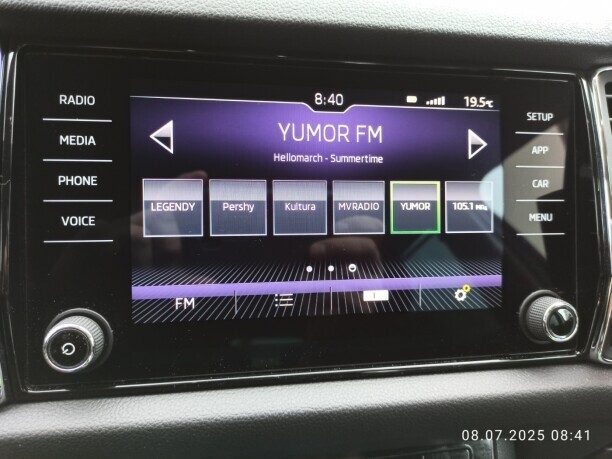 RADIO
MEDIA
PHONE
VOICE
8:40
19.5°C
YUMOR FM
Hellomarch - Summertime
LEGENDY
Pershy
Kultura
MVRADIO
YUMOR
105.1 MHz
FM
SETUP
APP
CAR
MENU
08.07.2025 08:41